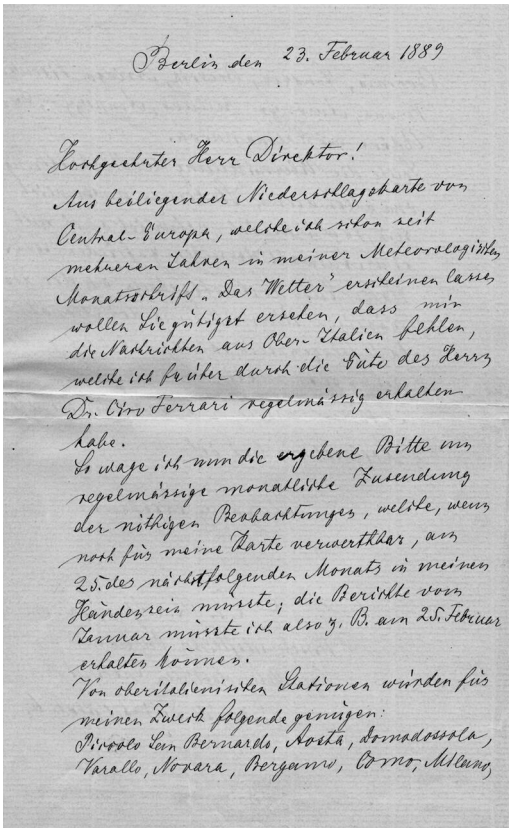 Berlin den 23. Februar 1889
Hochgeehrter Herr Direktor!
Aus beiliegender Niederschlagskarte von
Central-Europa, welche ich schon seit
mehreren Jahren in meiner Meteorologischen
Monatsschrift „Das Wetter" erscheinen lasse,
wollen Sie gütigst ersehen, dass mir
die Nachrichten aus Ober-Italien fehlen,
welche ich früher durch die Güte des Herrn
Dr. Ciro Ferrari regelmässig erhalten
habe.
So wage ich nun die ergebene Bitte um
regelmässige monatliche Zusendung
der nöthigen Beobachtungen, welche, wenn
noch für meine Karte verwerthbar, am
25. des nächstfolgenden Monats in meinen
Händen sein müsste; die Berichte vom
Januar müsste ich also z. B. am 25. Februar
erhalten können.
Von oberitalienischen Stationen würden für
meinen Zweck folgende genügen:
Piccolo San Bernardo, Aosta, Domodossola,
Varallo, Novara, Bergamo, Como, Milano,